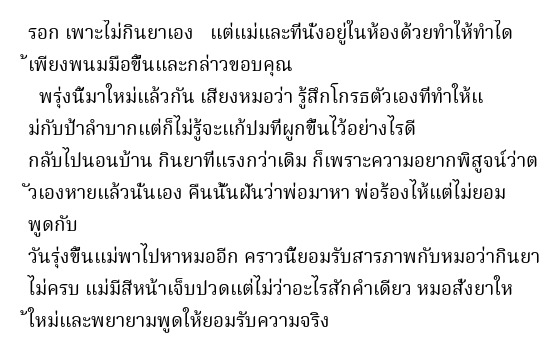 รอก เพาะไม่กินยาเอง แต่แม่และทีนั่งอยู่ในห้องด้วยทำให้ทำได
้เพียงพนมมือขึ้นและกล่าวขอบคุณ
พรุ่งนี้มาใหม่แล้วกัน เสียงหมอว่า รู้สึกโกรธตัวเองที่ทำให้แ
ม่กับป้าลำบากแต่ก็ไม่รู้จะแก้ปมที่ผูกขึ้นไว้อย่างไรดี
กลับไปนอนบ้าน กินยาที่แรงกว่าเดิม ก็เพราะความอยากพิสูจน์ว่าต
ัวเองหายแล้วนั่นเอง คืนนั้นฝันว่าพ่อมาหา พ่อร้องไห้แต่ไม่ยอม
พูดกับ
วันรุ่งขึ้นแม่พาไปหาหมออีก คราวนี้ยอมรับสารภาพกับหมอว่ากินยา
ไม่ครบ แม่มีสีหน้าเจ็บปวดแต่ไม่ว่าอะไรสักคำเดียว หมอสั่งยาให
้ใหม่และพยายามพูดให้ยอมรับความจริง